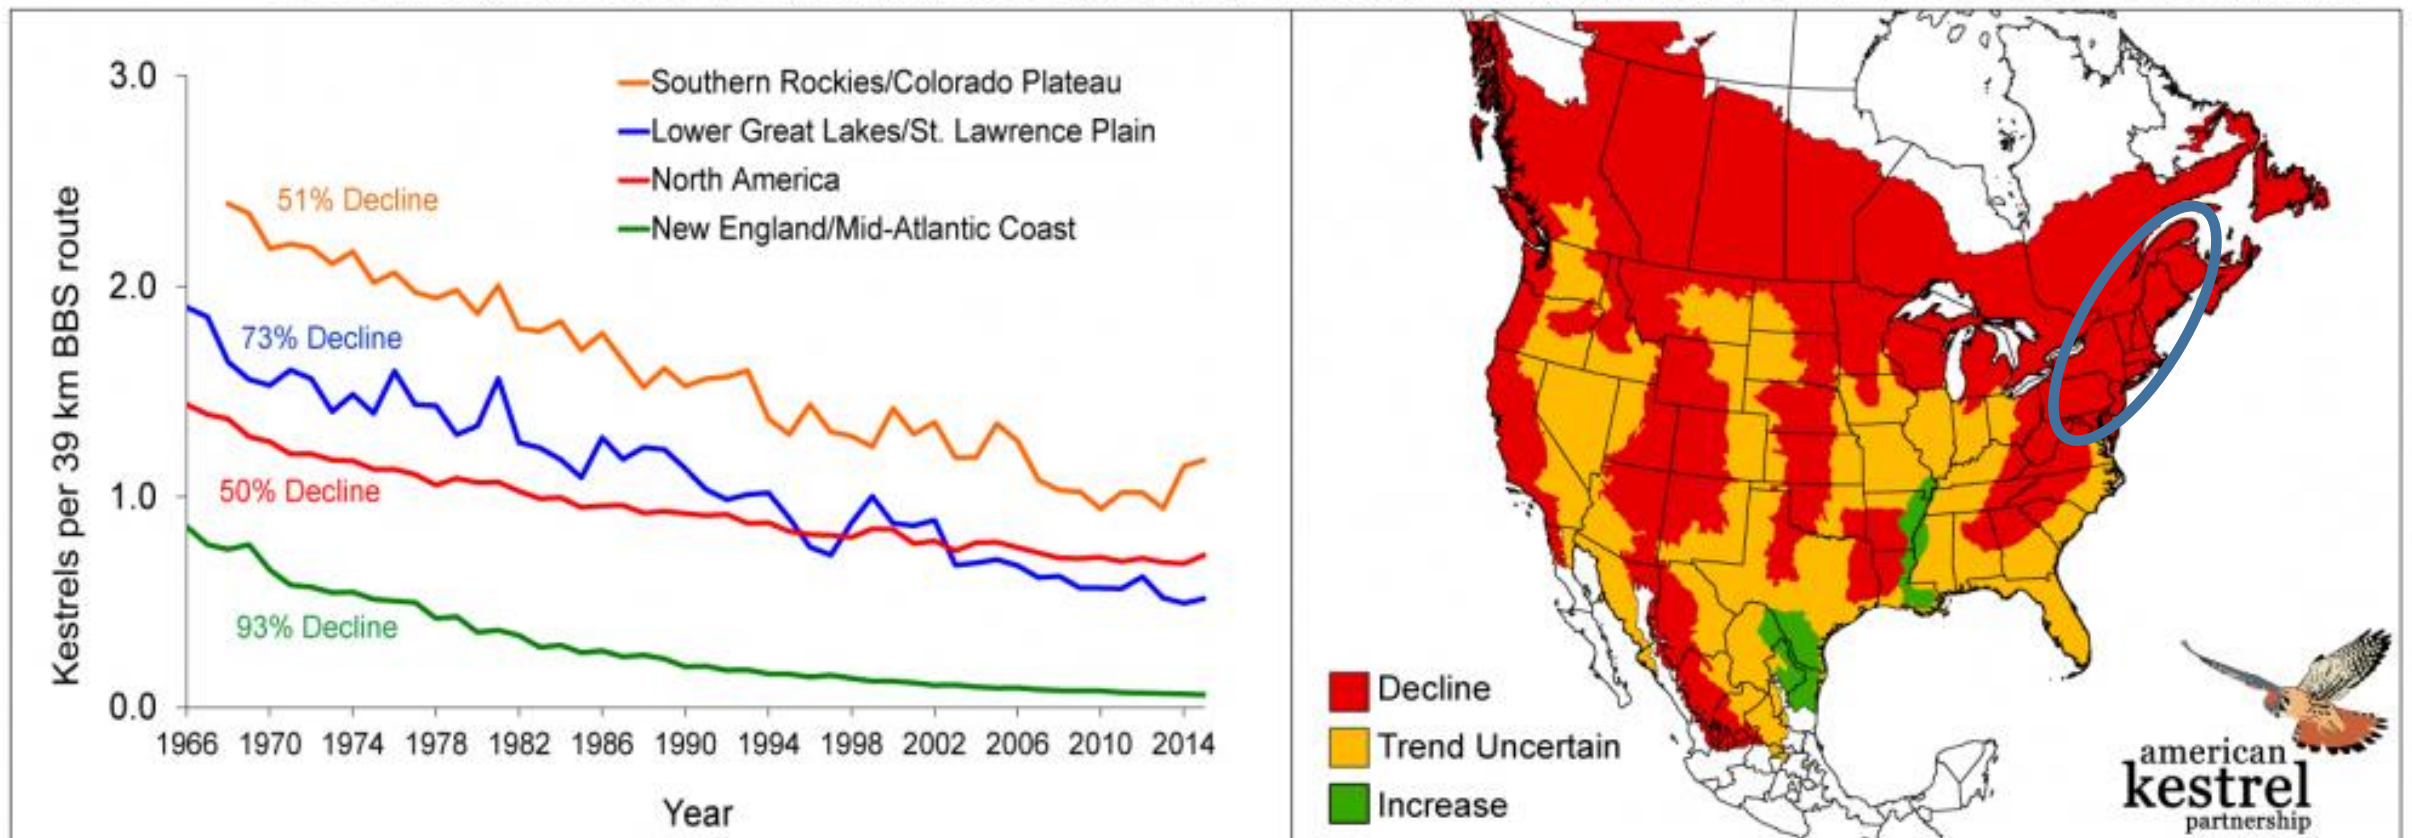 Kestrels per 39 km BBS route
3.0
2.0
1.0
0.0
Southern Rockies/Colorado Plateau
Lower Great Lakes/St. Lawrence Plain
North America
New England/Mid-Atlantic Coast
51% Decline
73% Decline
50% Decline
93% Decline
1966 1970 1974 1978 1982 1986 1990 1994 1998 2002 2006 2010 2014
Year
Decline
Trend Uncertain
Increase
american
kestrel
partnership